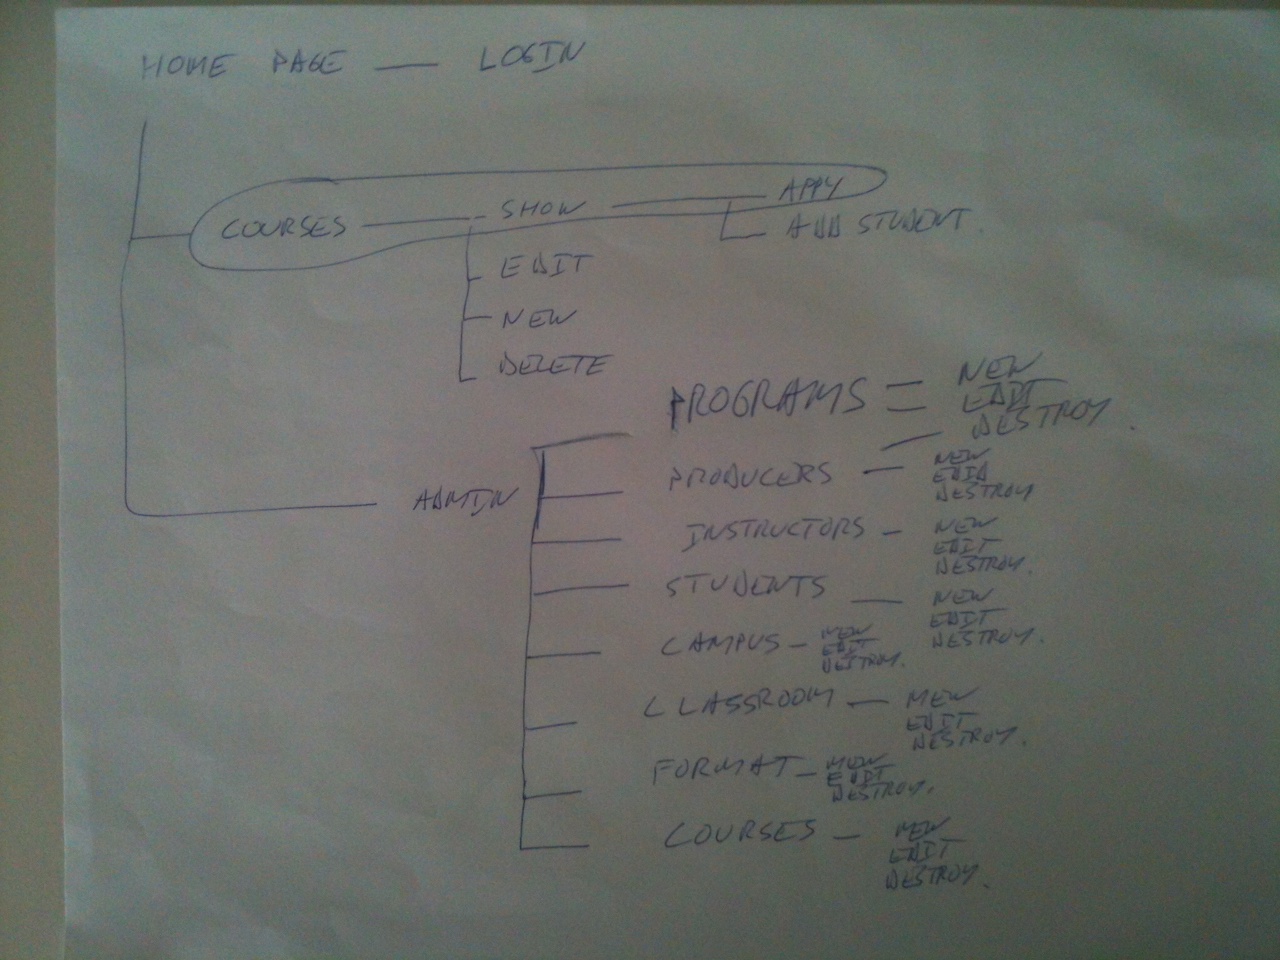 HOME PAGE — LOGIN
COURSES — SHOW — APPLY
ADD STUDENT.
EDIT
NEW
DELETE
ADMIN
PROGRAMS = NEW
EDIT
DESTROY.
PRODUCERS — NEW
EDIT
DESTROY
INSTRUCTORS - NEW
EDIT
DESTROY.
STUDENTS — NEW
EDIT
DESTROY.
CAMPUS - NEW
EDIT
DESTROY.
CLASSROOM — NEW
EDIT
DESTROY.
FORMAT - NEW
EDIT
DESTROY.
COURSES — NEW
EDIT
DESTROY.